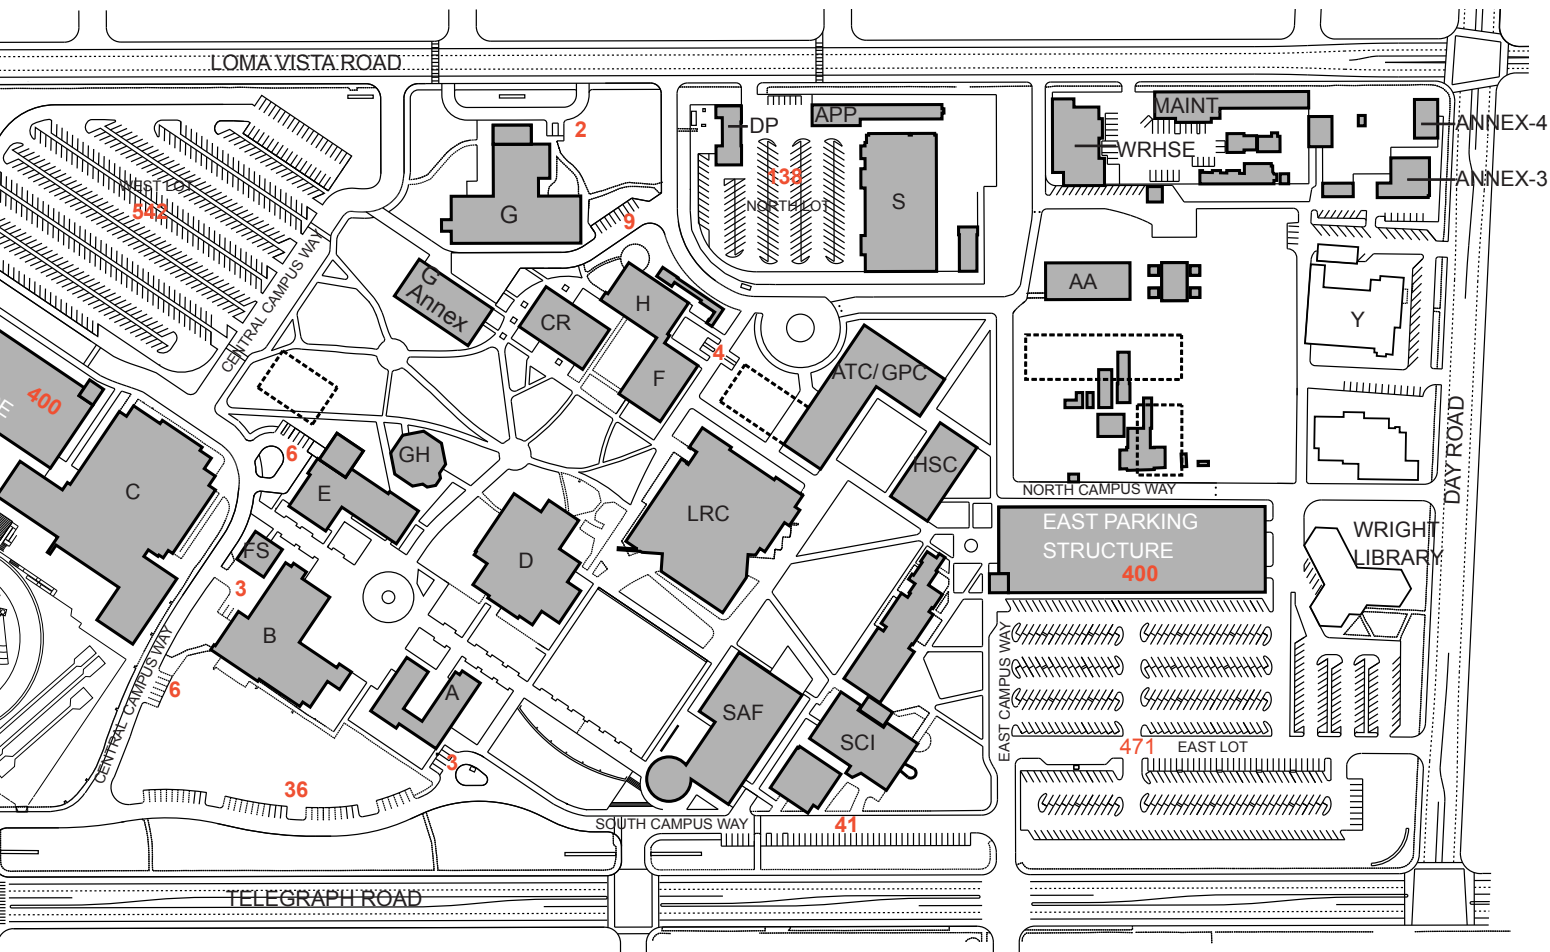 LOMA VISTA ROAD
2
DP
APP
MAINT
ANNEX-4
WRHSE
WEST LOT
542
138
NORTH LOT
ANNEX-3
G
9
S
CENTRAL CAMPUS WAY
G
Annex
AA
H
CR
Y
4
F
ATC/GPC
400
E
DAY ROAD
6
GH
HSC
C
E
NORTH CAMPUS WAY
LRC
EAST PARKING
STRUCTURE
400
WRIGHT
LIBRARY
FS
D
3
B
6
A
CENTRAL CAMPUS WAY
EAST CAMPUS WAY
SAF
SCI
471
EAST LOT
3
36
SOUTH CAMPUS WAY
41
TELEGRAPH ROAD